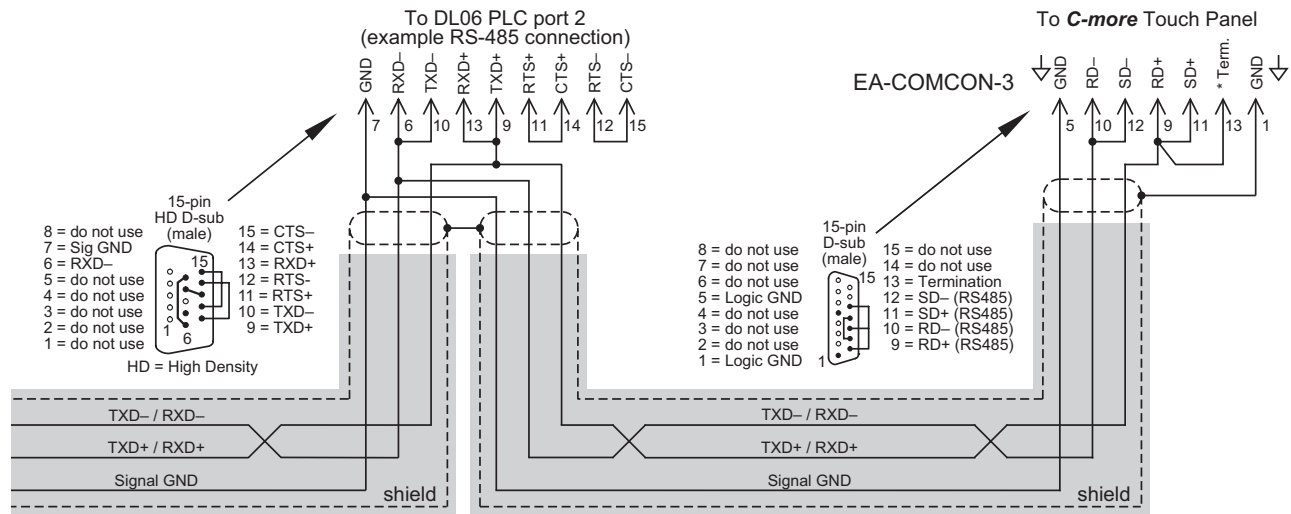 To DL06 PLC port 2
(example RS-485 connection)
GND
RXD–
TXD–
RXD+
TXD+
RTS+
CTS+
RTS–
CTS–
7
6
10
13
9
11
14
12
15
To C-more Touch Panel
EA-COMCON-3
GND
RD–
SD–
RD+
SD+
* Term.
GND
5
10
12
9
11
13
1
15-pin
HD D-sub
(male)
8 = do not use
7 = Sig GND
6 = RXD–
5 = do not use
4 = do not use
3 = do not use
2 = do not use
1 = do not use
15
1
6
15 = CTS–
14 = CTS+
13 = RXD+
12 = RTS-
11 = RTS+
10 = TXD–
9 = TXD+
HD = High Density
15-pin
D-sub
(male)
8 = do not use
7 = do not use
6 = do not use
5 = Logic GND
4 = do not use
3 = do not use
2 = do not use
1 = Logic GND
15
1
15 = do not use
14 = do not use
13 = Termination
12 = SD– (RS485)
11 = SD+ (RS485)
10 = RD– (RS485)
9 = RD+ (RS485)
TXD– / RXD–
TXD+ / RXD+
Signal GND
shield
TXD– / RXD–
TXD+ / RXD+
Signal GND
shield